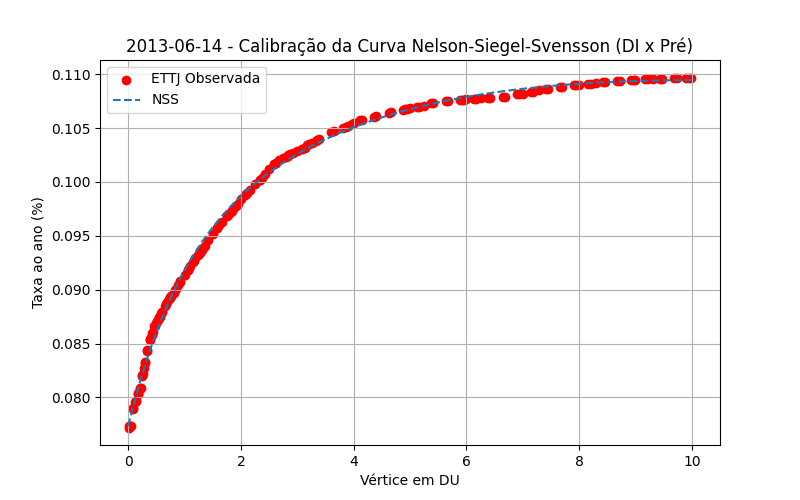 2013-06-14 - Calibração da Curva Nelson-Siegel-Svensson (DI x Pré)
ETTJ Observada
NSS
Taxa ao ano (%)
0.110
0.105
0.100
0.095
0.090
0.085
0.080
0 2 4 6 8 10
Vértice em DU